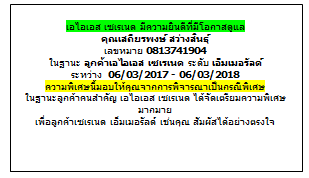 เอไอเอส เซเรเนด มีความยินดีที่มีโอกาสดูแล
คุณเสถียรพงษ์ สว่างสินธุ์
เลขหมาย 0813741904
ในฐานะ ลูกค้าเอไอเอส เซเรเนด ระดับ เอ็มเมอรัลด์
ระหว่าง 06/03/2017 - 06/03/2018
ความพิเศษนี้มอบให้คุณจากการพิจารณาเป็นกรณีพิเศษ
ในฐานะลูกค้าคนสำคัญ เอไอเอส เซเรเนด ได้จัดเตรียมความพิเศษ
มากมาย
เพื่อลูกค้าเซเรเนด เอ็มเมอรัลด์ เช่นคุณ สัมผัสได้อย่างตรงใจ